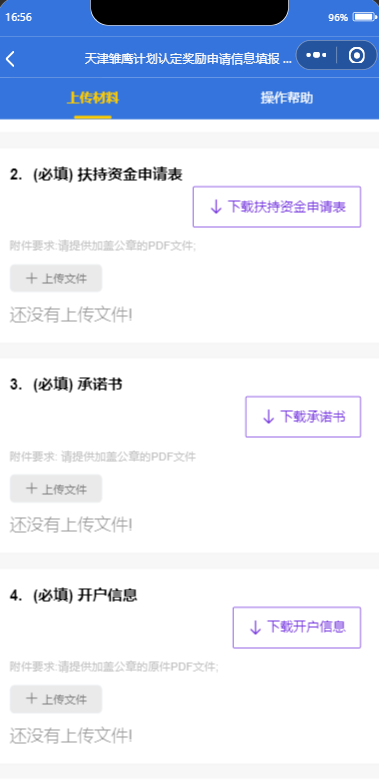 16:56
96%
天津雏鹰计划认定奖励申请信息填报 ...
上传材料
操作帮助
2. (必填) 扶持资金申请表
下载扶持资金申请表
附件要求:请提供加盖公章的PDF文件;
+ 上传文件
还没有上传文件!
3. (必填) 承诺书
下载承诺书
附件要求: 请提供加盖公章的PDF文件
+ 上传文件
还没有上传文件!
4. (必填) 开户信息
下载开户信息
附件要求:请提供加盖公章的原件PDF文件;
+ 上传文件
还没有上传文件!